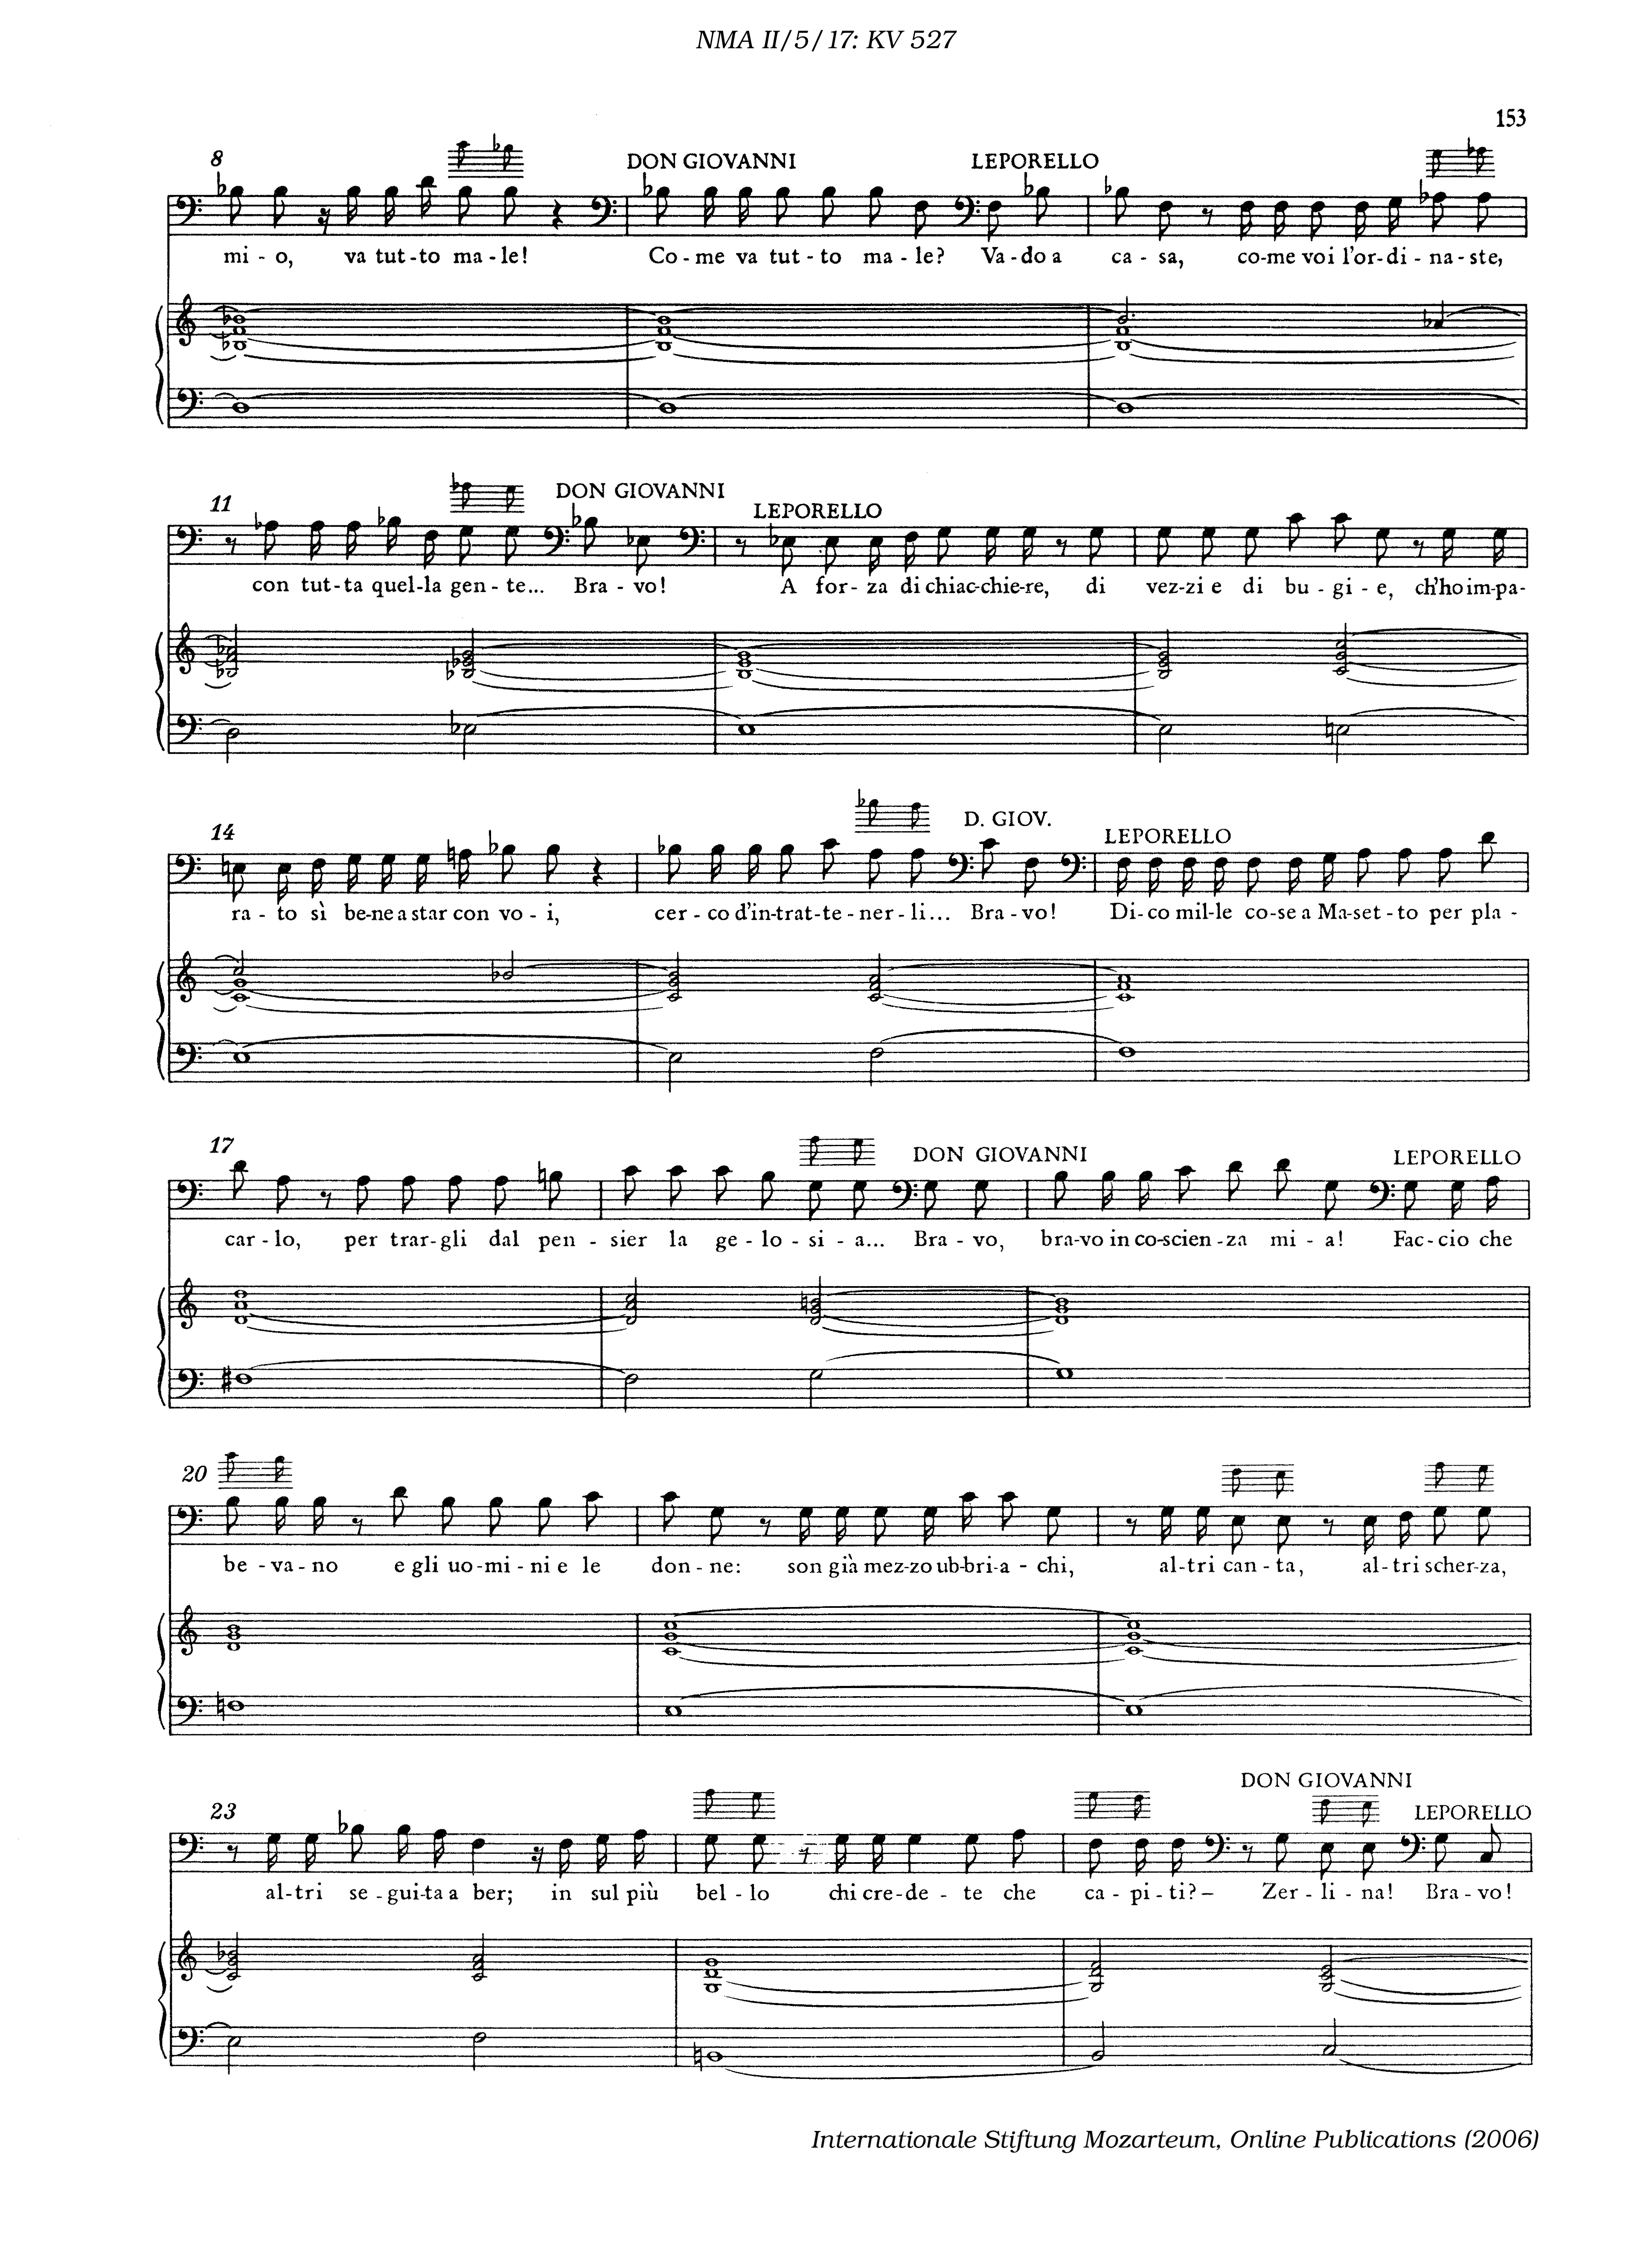 NMA II/5/17: KV 527
153
8 DON GIOVANNI LEPORELLO
mi - o, va tut - to ma - le! Co - me va tut - to ma - le? Va - do a ca - sa, co-me voi l'or - di - na - ste,
11 DON GIOVANNI
LEPORELLO
con tut - ta quel-la gen - te... Bra - vo! A for - za di chiac-chie-re, di vez-zi e di bu - gi - e, ch'ho im-pa-
14 D. GIOV. LEPORELLO
ra - to sì be-ne a star con vo - i, cer - co d'in-trat-te - ner - li... Bra - vo! Di - co mil-le co-se a Ma-set - to per pla -
17 DON GIOVANNI LEPORELLO
car - lo, per trar-gli dal pen - sier la ge - lo - si - a... Bra - vo, bra-vo in co-scien - za mi - a! Fac - cio che
20
be - va - no e gli uo-mi - ni e le don - ne: son già mez-zo ub-bri - a - chi, al-tri can - ta, al - tri scher-za,
DON GIOVANNI
23 LEPORELLO
al-tri se - gui-ta a ber; in sul più bel - lo chi cre-de - te che ca - pi - ti? – Zer - li - na! Bra - vo!
Internationale Stiftung Mozarteum, Online Publications (2006)